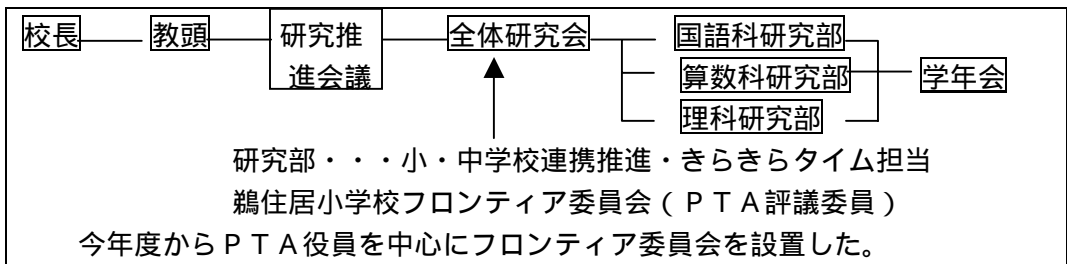 校長 教頭 研究推 全体研究会 国語科研究部
進会議 算数科研究部 学年会
理科研究部
研究部・・・小・中学校連携推進・きらきらタイム担当
鵜住居小学校フロンティア委員会(PTA評議委員)
今年度からPTA役員を中心にフロンティア委員会を設置した。